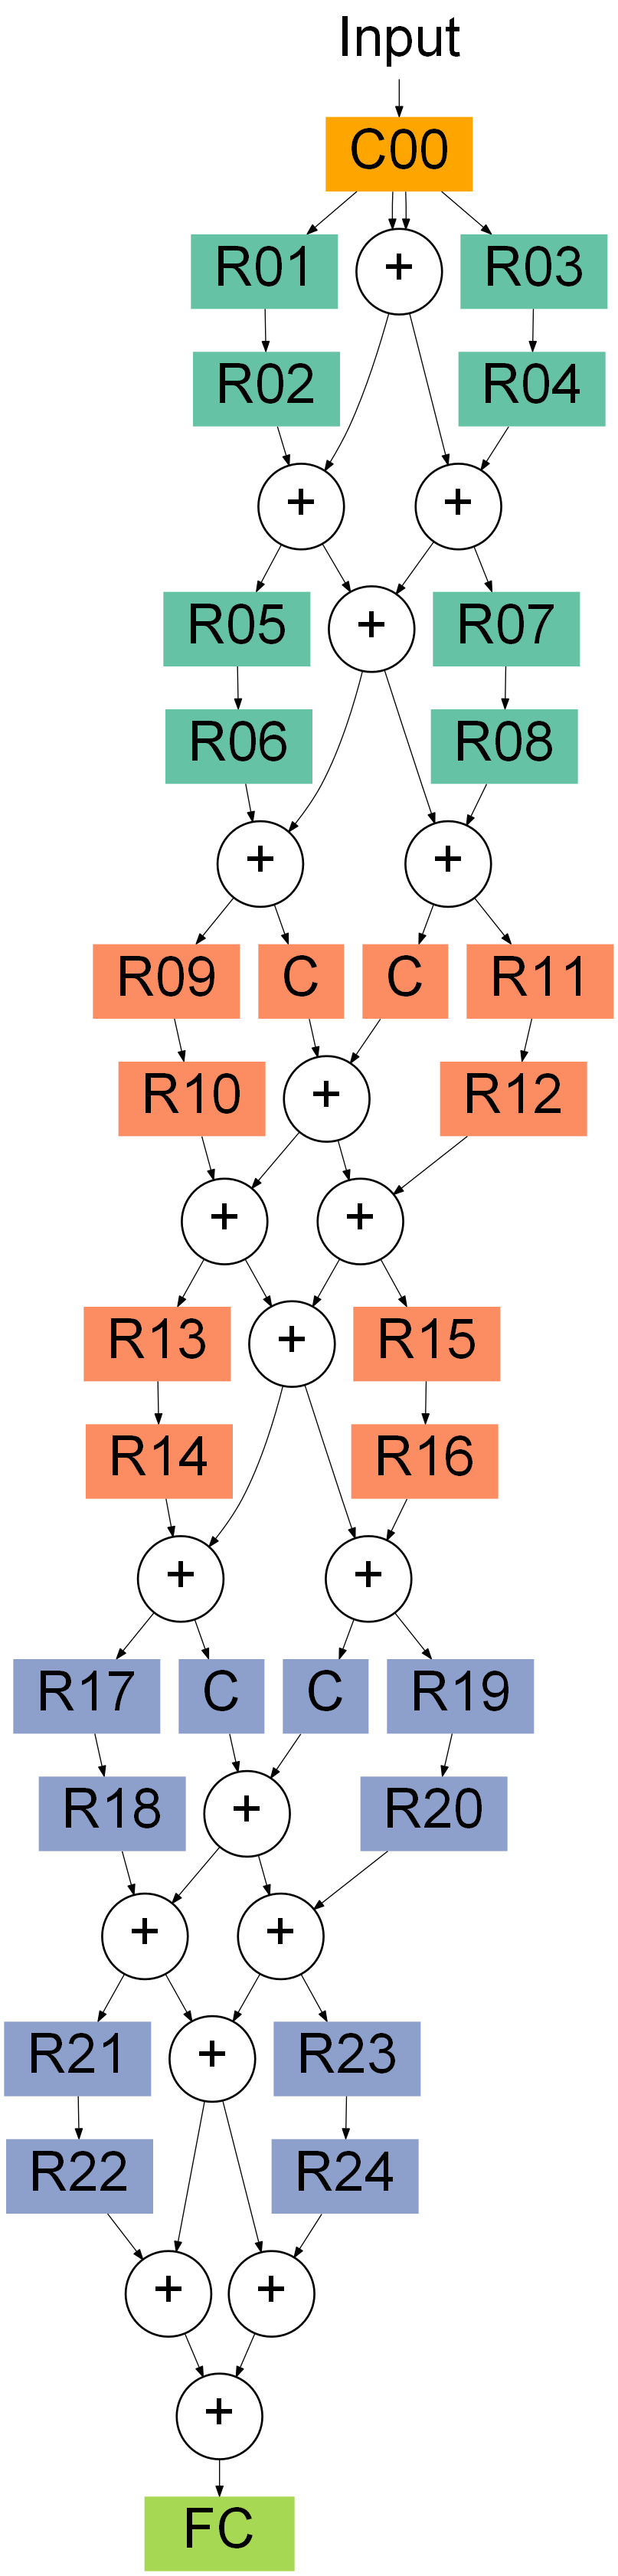 Input
C00
R01 + R03
R02 R04
+ +
R05 + R07
R06 R08
+ +
R09 C C R11
R10 + R12
+ +
R13 + R15
R14 R16
+ +
R17 C C R19
R18 + R20
+ +
R21 + R23
R22 R24
+ +
+
FC